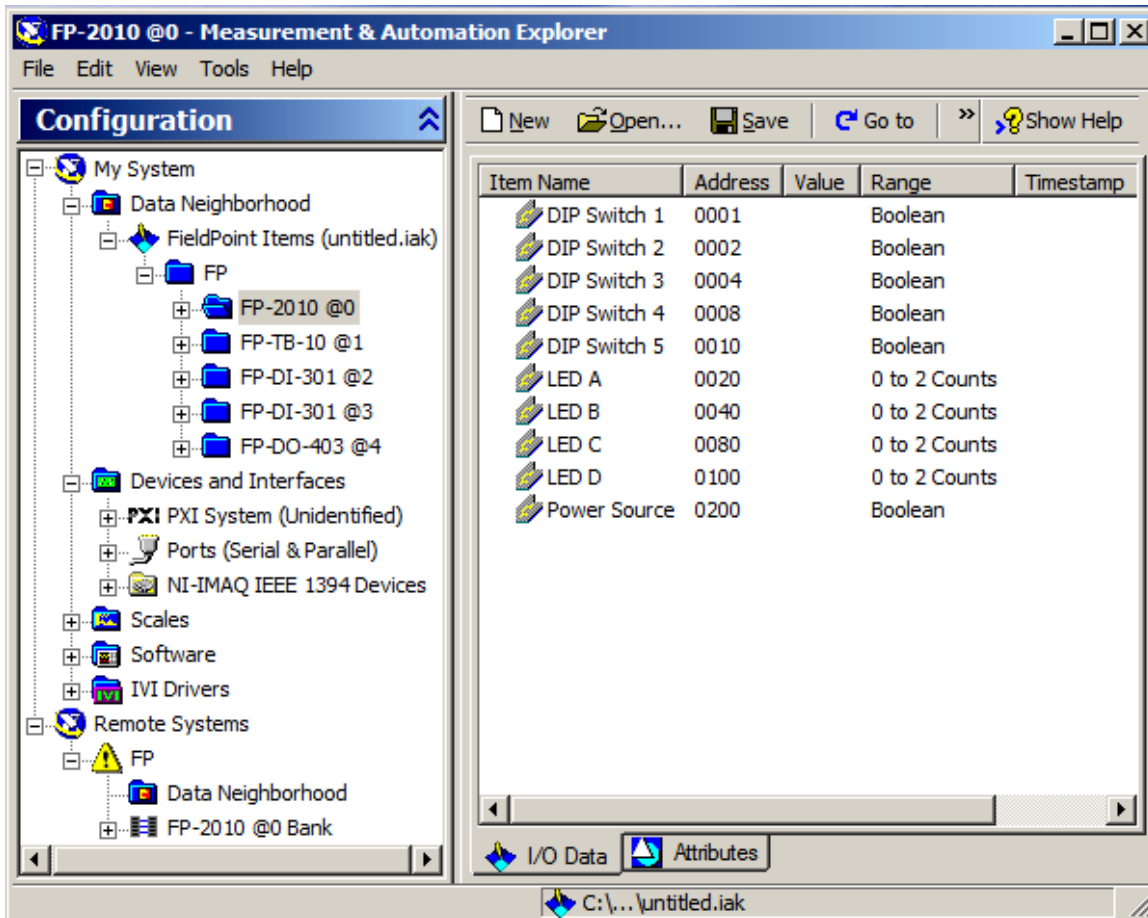 FP-2010 @0 - Measurement & Automation Explorer
File Edit View Tools Help
Configuration
My System
Data Neighborhood
FieldPoint Items (untitled.iak)
FP
FP-2010 @0
FP-TB-10 @1
FP-DI-301 @2
FP-DI-301 @3
FP-DO-403 @4
Devices and Interfaces
PXI PXI System (Unidentified)
Ports (Serial & Parallel)
NI-IMAQ IEEE 1394 Devices
Scales
Software
IVI IVI Drivers
Remote Systems
FP
Data Neighborhood
FP-2010 @0 Bank
New Open... Save Go to » Show Help
Item Name Address Value Range Timestamp
DIP Switch 1 0001 Boolean
DIP Switch 2 0002 Boolean
DIP Switch 3 0004 Boolean
DIP Switch 4 0008 Boolean
DIP Switch 5 0010 Boolean
LED A 0020 0 to 2 Counts
LED B 0040 0 to 2 Counts
LED C 0080 0 to 2 Counts
LED D 0100 0 to 2 Counts
Power Source 0200 Boolean
I/O Data Attributes
C:\...\untitled.iak